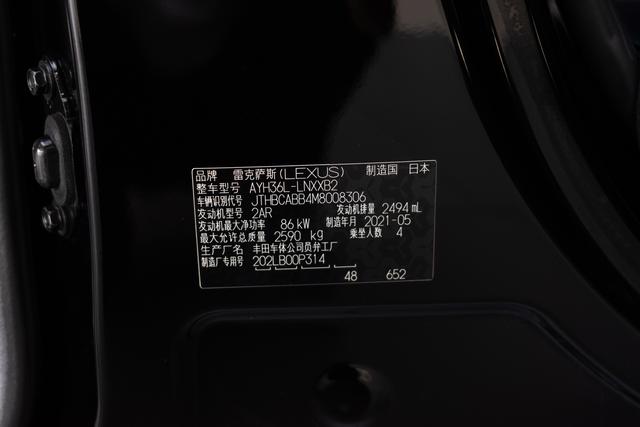 品牌 雷克萨斯(LEXUS) 制造国 日本
整车型号 AYH36L-LNXXB2
车辆识别代号 JTHBCABB4M8008306
发动机型号 2AR 发动机排量 2494 mL
发动机最大净功率 86 kW 制造年月 2021-05
最大允许总质量 2590 kg 乘坐人数 4
生产厂名 丰田车体公司员弁工厂
制造厂专用号 202LB00P314
48 652